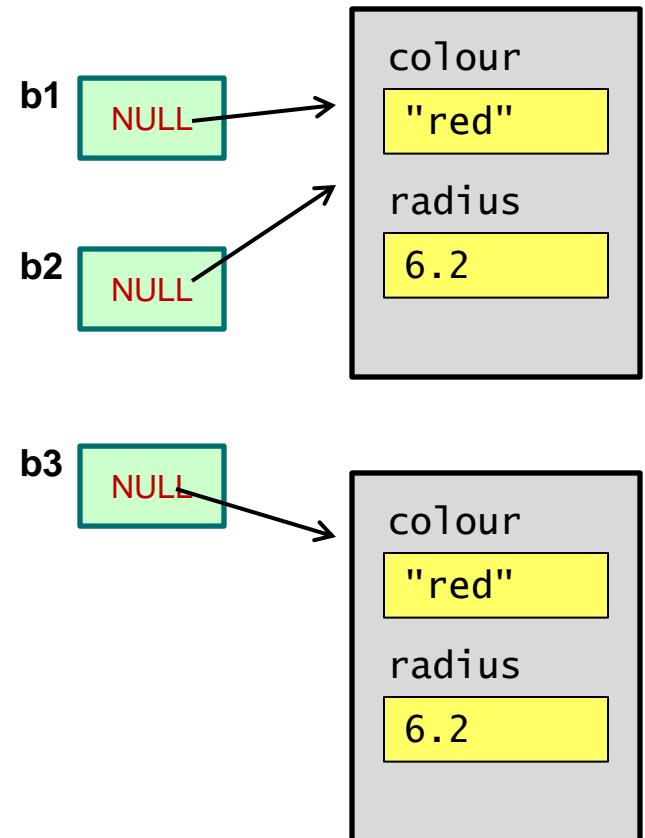 b1
NULL
colour
"red"
radius
6.2
b2
NULL
b3
NULL
colour
"red"
radius
6.2